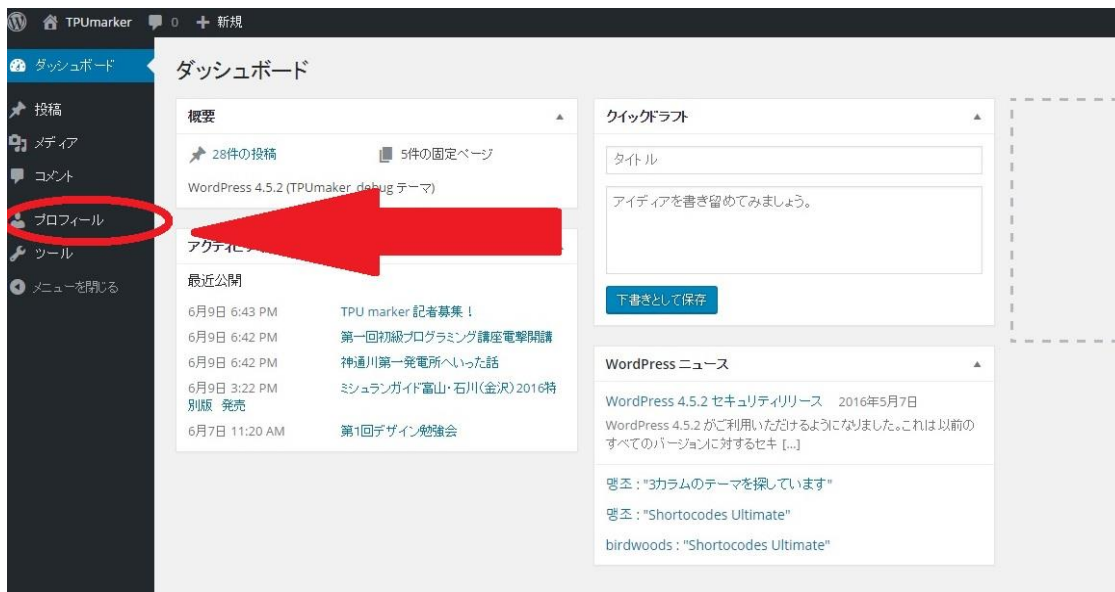 TPUmarker 0 新規
ダッシュボード
投稿
メディア
コメント
プロフィール
ツール
メニューを閉じる
ダッシュボード
概要
28件の投稿 5件の固定ページ
WordPress 4.5.2 (TPUmaker_debug テーマ)
最近公開
6月9日 6:43 PM TPU marker 記者募集！
6月9日 6:42 PM 第一回初級プログラミング講座電撃開講
6月9日 6:42 PM 神通川第一発電所へいった話
6月9日 3:22 PM ミシュランガイド富山・石川(金沢)2016特
別版 発売
6月7日 11:20 AM 第1回デザイン勉強会
クイックドラフト
タイトル
アイディアを書き留めてみましょう。
下書きとして保存
WordPress ニュース
WordPress 4.5.2 セキュリティリリース 2016年5月7日
WordPress 4.5.2 がご利用いただけるようになりました。これは以前の
すべてのバージョンに対するセキ [...]
맹조 : "3カラムのテーマを探しています"
맹조 : "Shortocodes Ultimate"
birdwoods : "Shortocodes Ultimate"